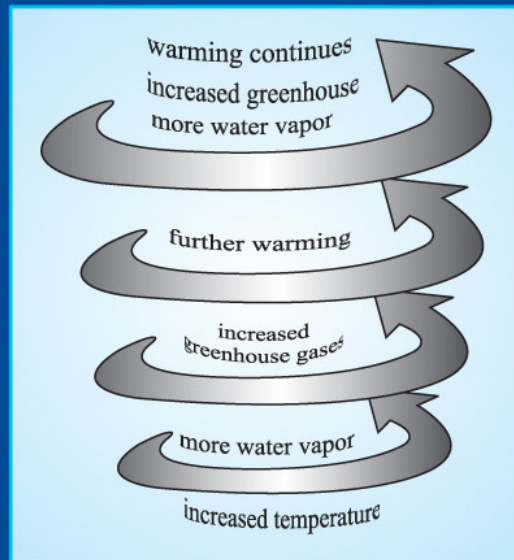 warming continues
increased greenhouse
more water vapor
further warming
increased
greenhouse gases
more water vapor
increased temperature